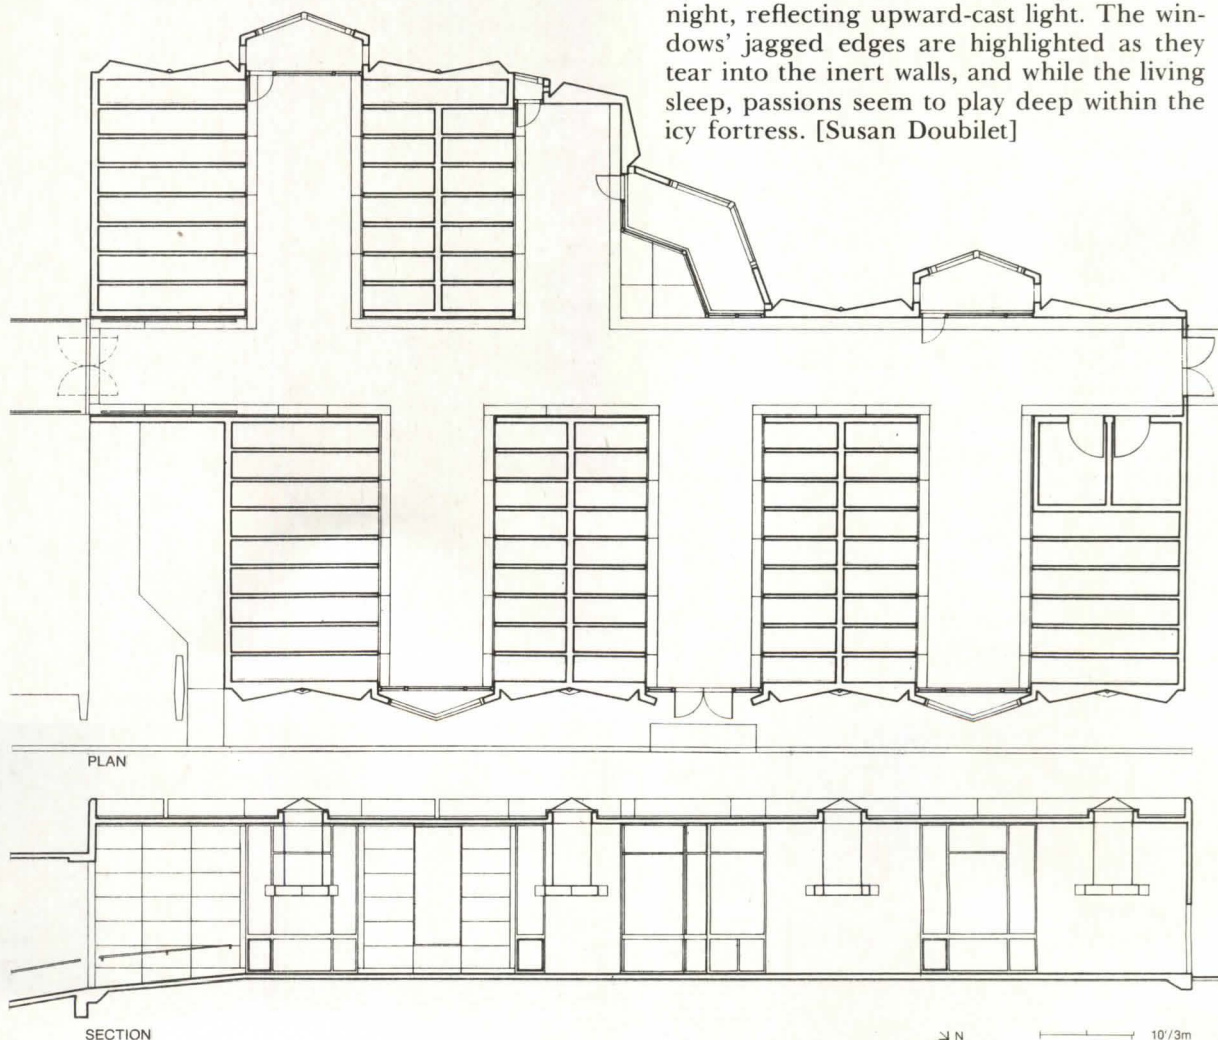 night, reflecting upward-cast light. The win-
dows' jagged edges are highlighted as they
tear into the inert walls, and while the living
sleep, passions seem to play deep within the
icy fortress. [Susan Doubilet]
PLAN
SECTION
N
10'/3m